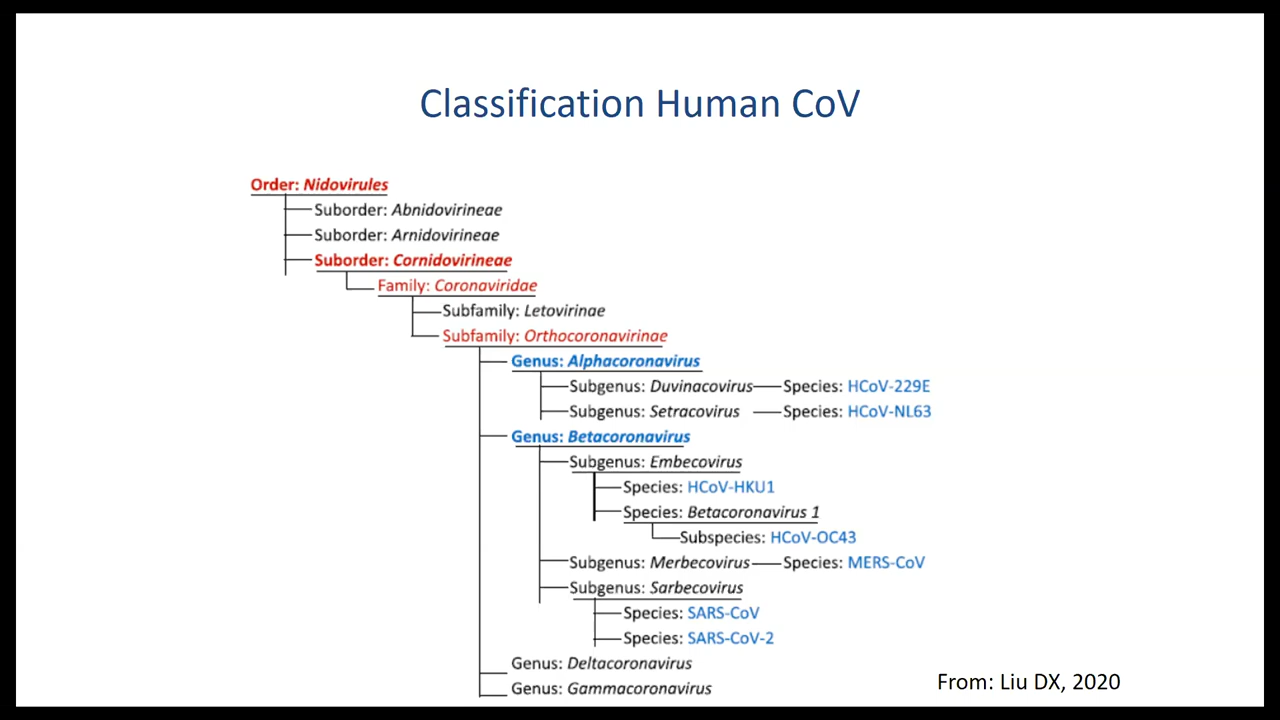 Classification Human CoV
Order: Nidovirules
Suborder: Abnidovirineae
Suborder: Arnidovirineae
Suborder: Cornidovirineae
Family: Coronaviridae
Subfamily: Letovirinae
Subfamily: Orthocoronavirinae
Genus: Alphacoronavirus
Subgenus: Duvinacovirus Species: HCoV-229E
Subgenus: Setracovirus Species: HCoV-NL63
Genus: Betacoronavirus
Subgenus: Embecovirus
Species: HCoV-HKU1
Species: Betacoronavirus 1
Subspecies: HCoV-OC43
Subgenus: Merbecovirus Species: MERS-CoV
Subgenus: Sarbecovirus
Species: SARS-CoV
Species: SARS-CoV-2
Genus: Deltacoronavirus
Genus: Gammacoronavirus
From: Liu DX, 2020